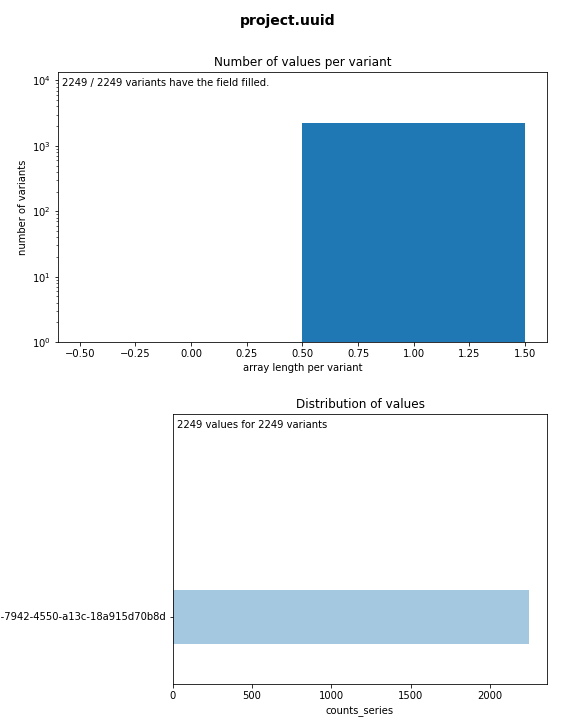 project.uuid
Number of values per variant
2249 / 2249 variants have the field filled.
10⁴
10³
10²
10¹
10⁰
number of variants
−0.50 −0.25 0.00 0.25 0.50 0.75 1.00 1.25 1.50
array length per variant
Distribution of values
2249 values for 2249 variants
-7942-4550-a13c-18a915d70b8d
0 500 1000 1500 2000
counts_series